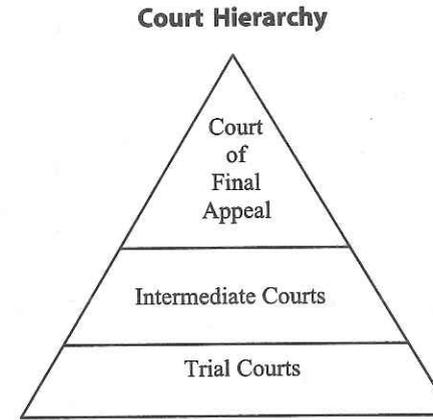 Court Hierarchy
Court
of
Final
Appeal
Intermediate Courts
Trial Courts